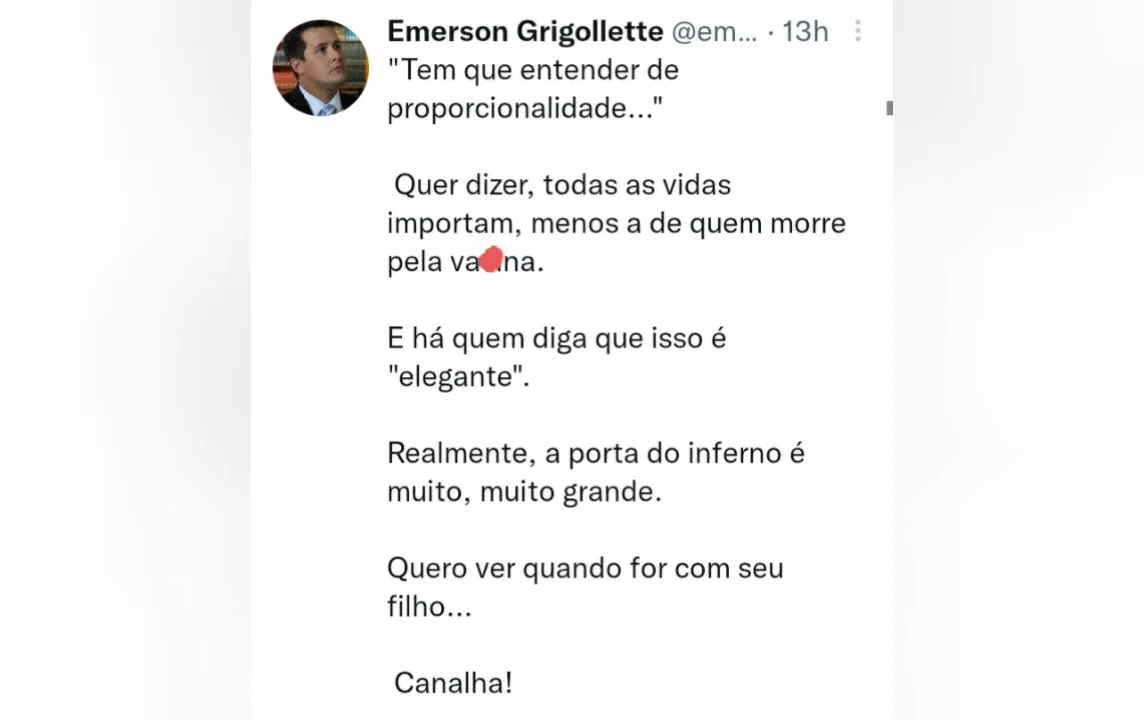 Emerson Grigollette @em... · 13h
"Tem que entender de
proporcionalidade..."
Quer dizer, todas as vidas
importam, menos a de quem morre
pela va na.
E há quem diga que isso é
"elegante".
Realmente, a porta do inferno é
muito, muito grande.
Quero ver quando for com seu
filho...
Canalha!